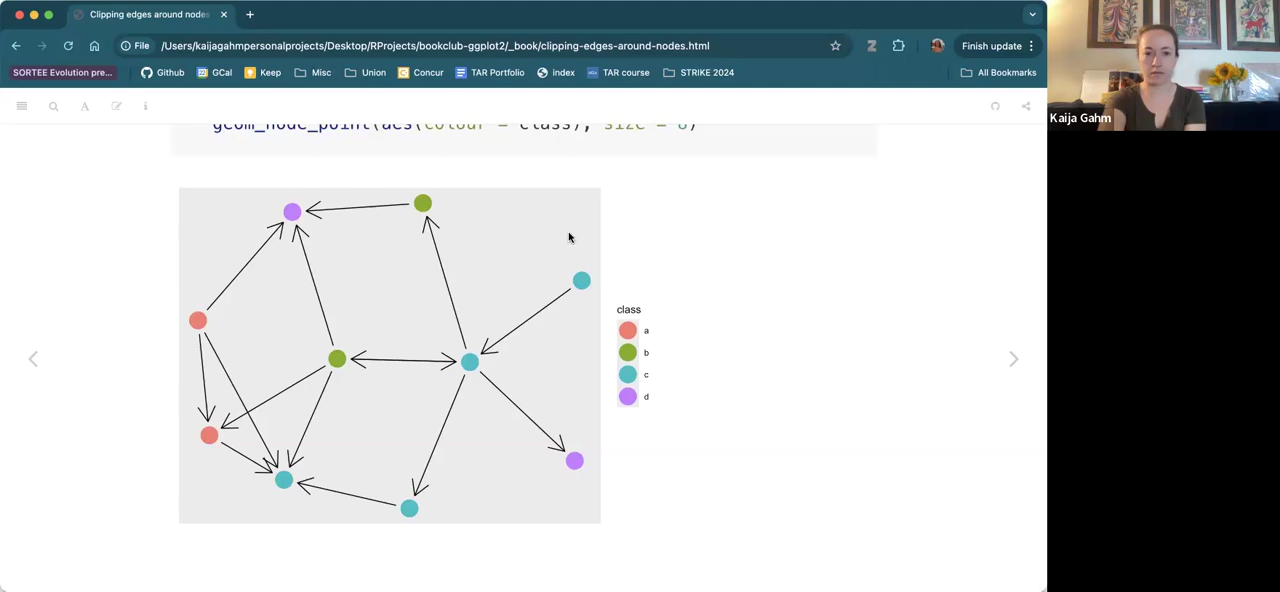 Clipping edges around nodes
File
/Users/kaijagahmpersonalprojects/Desktop/RProjects/bookclub-ggplot2/_book/clipping-edges-around-nodes.html
Finish update
SORTEE Evolution pre...
Github
GCal
Keep
Misc
Union
Concur
TAR Portfolio
index
TAR course
STRIKE 2024
All Bookmarks
Kaija Gahm
geom_node_point(aes(colour = class), size = 8)
class
a
b
c
d